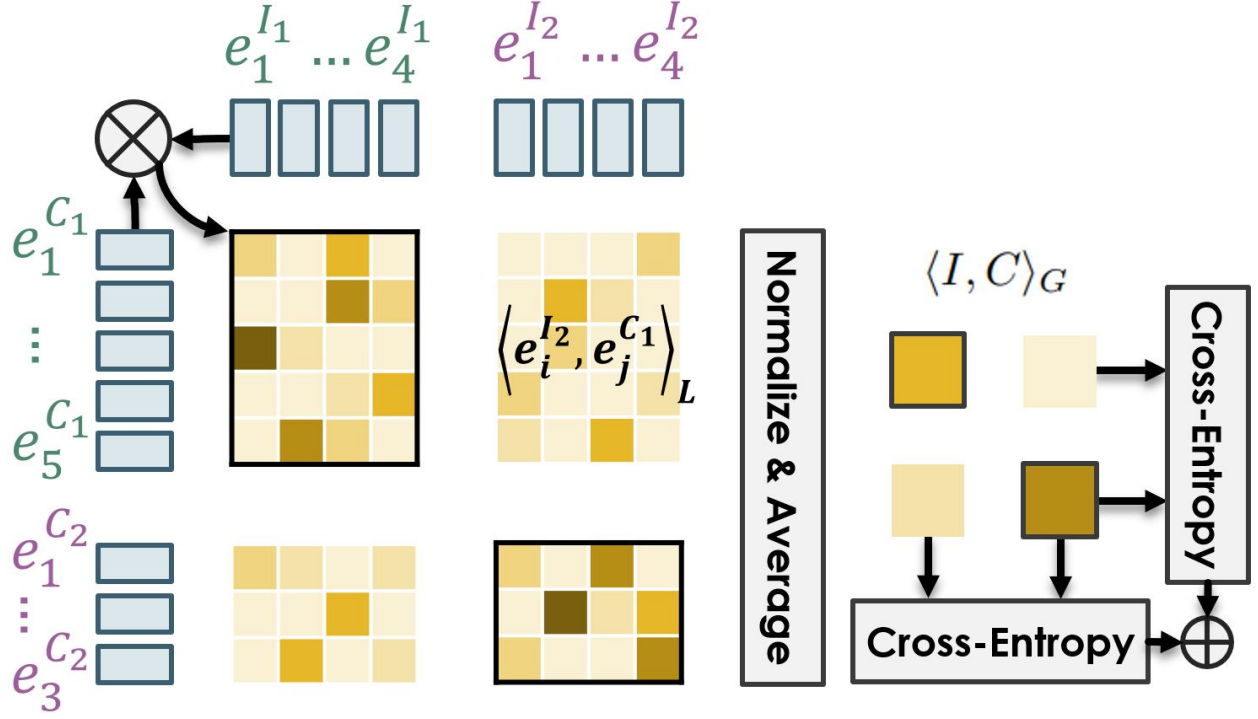 e_1^{I_1} ... e_4^{I_1}
e_1^{I_2} ... e_4^{I_2}
e_1^{C_1}
...
e_5^{C_1}
e_1^{C_2}
...
e_3^{C_2}
⟨e_i^{I_2}, e_j^{C_1}⟩_L
Normalize & Average
⟨I, C⟩_G
Cross-Entropy
Cross-Entropy